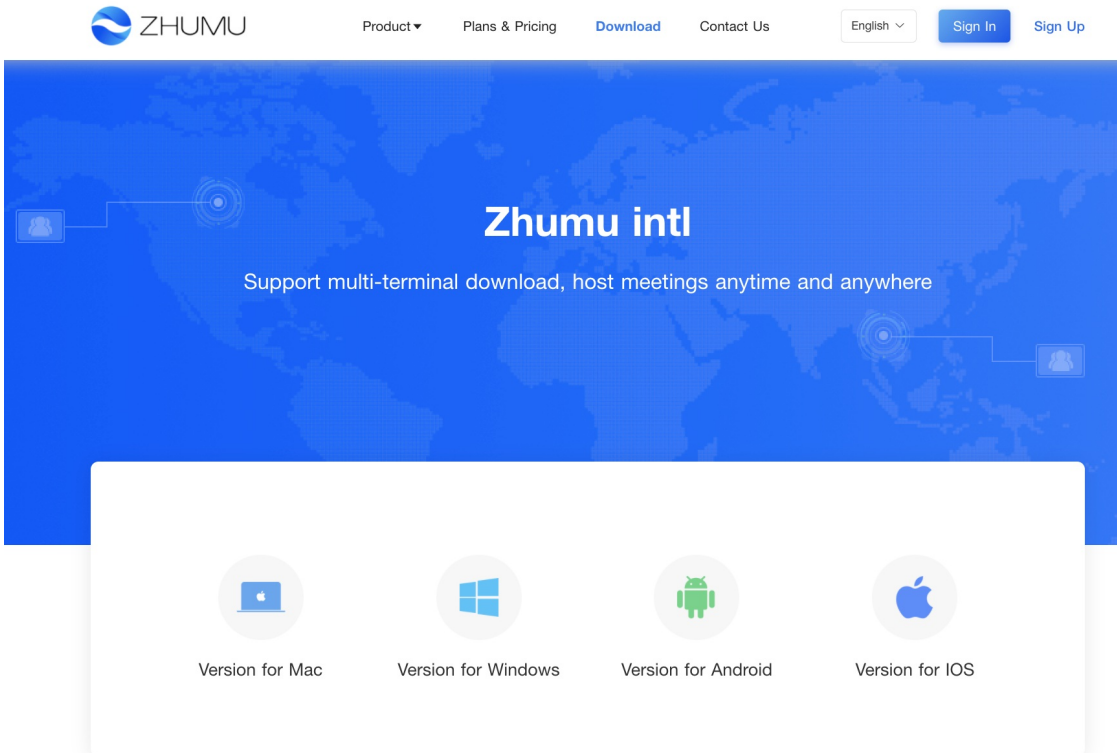 ZHUMU
Product▼ Plans & Pricing Download Contact Us English Sign In Sign Up
Zhumu intl
Support multi-terminal download, host meetings anytime and anywhere
Version for Mac Version for Windows Version for Android Version for IOS